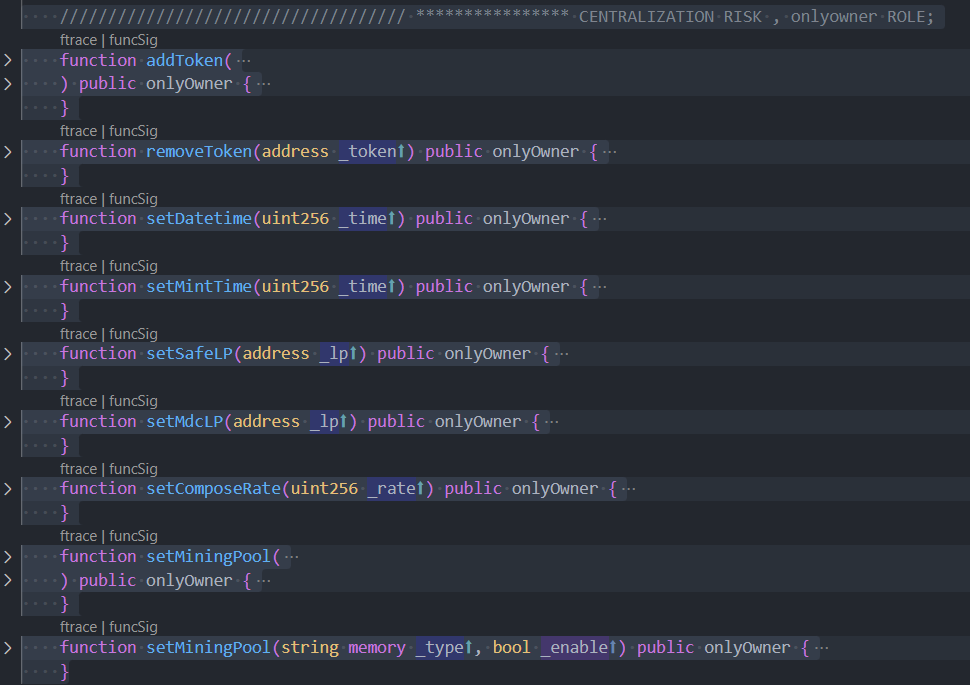 //////////////////////////////////// **************** CENTRALIZATION RISK , onlyowner ROLE;
ftrace | funcSig
function addToken( ···
) public onlyOwner { ···
}
ftrace | funcSig
function removeToken(address _token↑) public onlyOwner { ···
}
ftrace | funcSig
function setDatetime(uint256 _time↑) public onlyOwner { ···
}
ftrace | funcSig
function setMintTime(uint256 _time↑) public onlyOwner { ···
}
ftrace | funcSig
function setSafeLP(address _lp↑) public onlyOwner { ···
}
ftrace | funcSig
function setMdcLP(address _lp↑) public onlyOwner { ···
}
ftrace | funcSig
function setComposeRate(uint256 _rate↑) public onlyOwner { ···
}
ftrace | funcSig
function setMiningPool( ···
) public onlyOwner { ···
}
ftrace | funcSig
function setMiningPool(string memory _type↑, bool _enable↑) public onlyOwner { ···
}